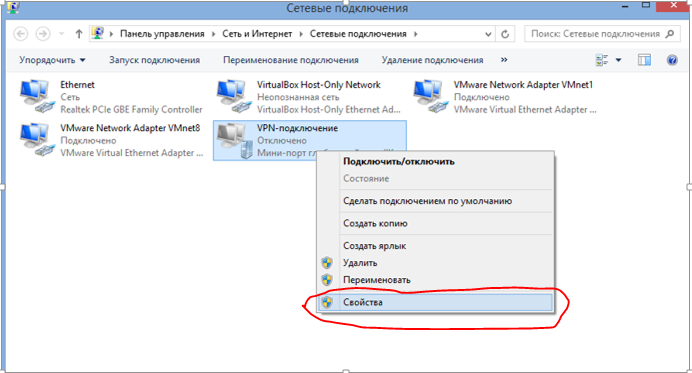 Сетевые подключения
Панель управления
Сеть и Интернет
Сетевые подключения
Поиск: Сетевые подключения
Упорядочить
Запуск подключения
Переименование подключения
Удаление подключения
»
Ethernet
Сеть
Realtek PCIe GBE Family Controller
VirtualBox Host-Only Network
Неопознанная сеть
VirtualBox Host-Only Ethernet Ad...
VMware Network Adapter VMnet1
Подключено
VMware Virtual Ethernet Adapter ...
VMware Network Adapter VMnet8
Подключено
VMware Virtual Ethernet Adapter ...
VPN-подключение
Отключено
Мини-порт
Подключить/отключить
Состояние
Сделать подключением по умолчанию
Создать копию
Создать ярлык
Удалить
Переименовать
Свойства